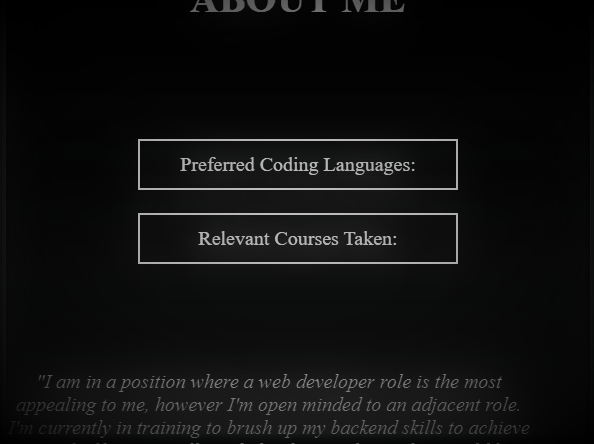 ABOUT ME
Preferred Coding Languages:
Relevant Courses Taken:
"I am in a position where a web developer role is the most
appealing to me, however I'm open minded to an adjacent role.
I'm currently in training to brush up my backend skills to achieve